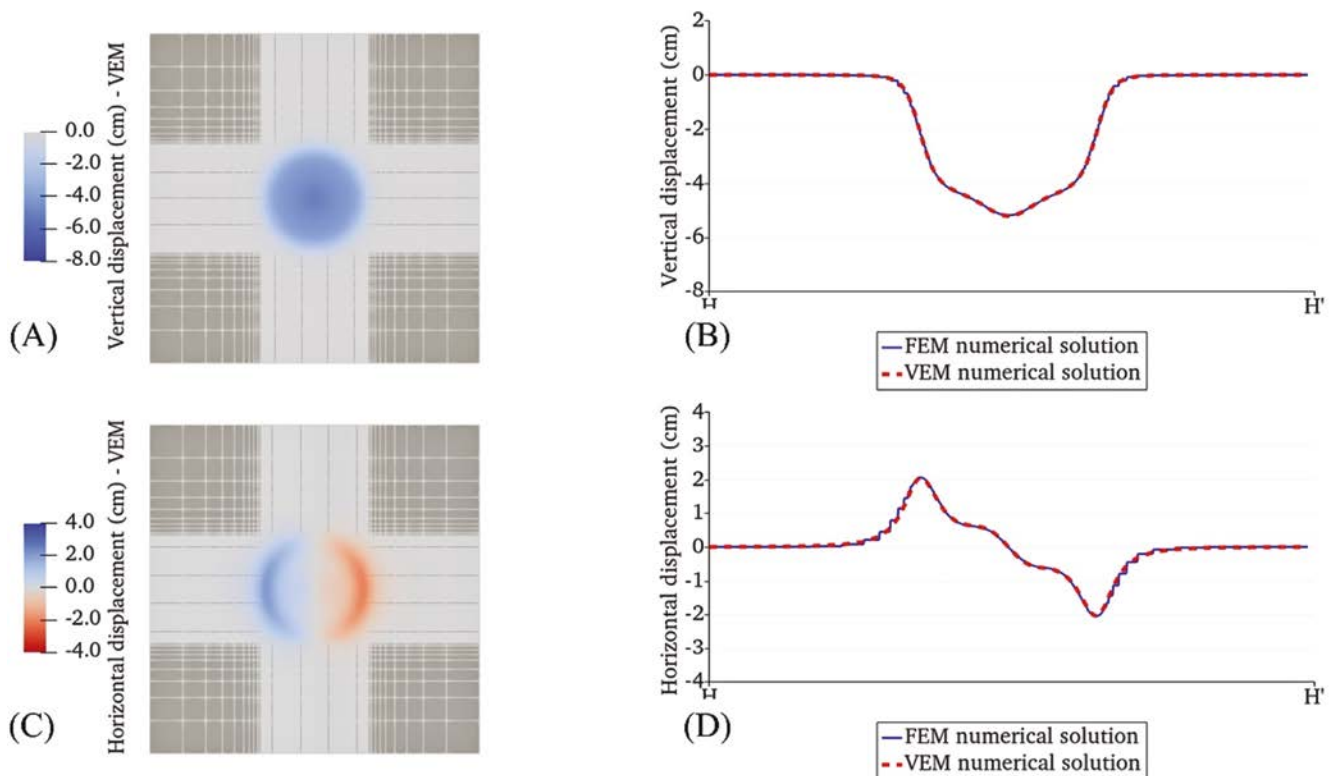 (A)
Vertical displacement (cm) - VEM
0.0
-2.0
-4.0
-6.0
-8.0
(B)
Vertical displacement (cm)
2
0
-2
-4
-6
-8
H
H'
FEM numerical solution
VEM numerical solution
(C)
Horizontal displacement (cm) - VEM
4.0
2.0
0.0
-2.0
-4.0
(D)
Horizontal displacement (cm)
4
3
2
1
0
-1
-2
-3
-4
H
H'
FEM numerical solution
VEM numerical solution